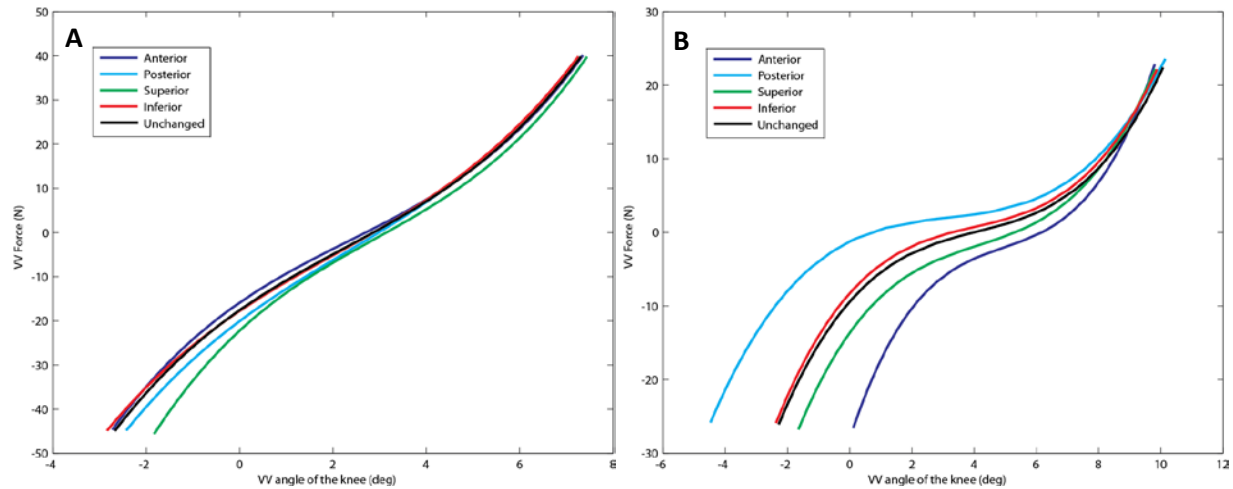 A
Anterior
Posterior
Superior
Inferior
Unchanged
50
40
30
20
10
0
-10
-20
-30
-40
-50
VV Force (N)
-4
-2
0
2
4
6
8
VV angle of the knee (deg)
B
Anterior
Posterior
Superior
Inferior
Unchanged
30
20
10
0
-10
-20
-30
VV Force (N)
-6
-4
-2
0
2
4
6
8
10
12
VV angle of the knee (deg)